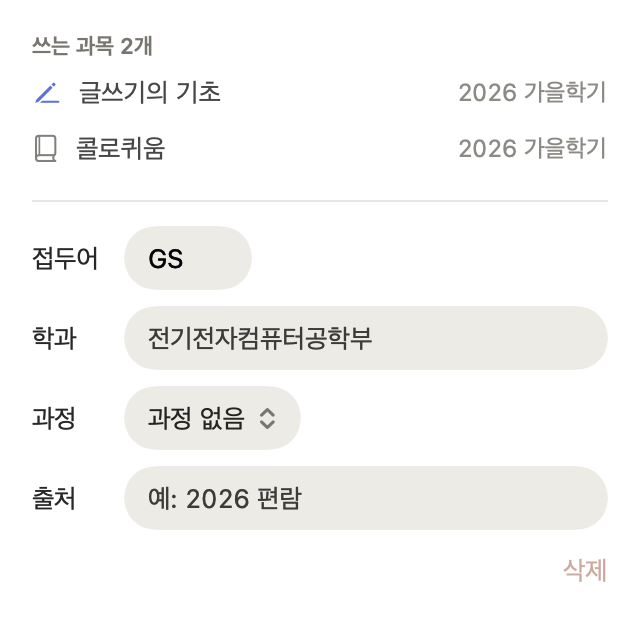 쓰는 과목 2개
글쓰기의 기초 2026 가을학기
콜로퀴움 2026 가을학기
접두어 GS
학과 전기전자컴퓨터공학부
과정 과정 없음
출처 예: 2026 편람
삭제